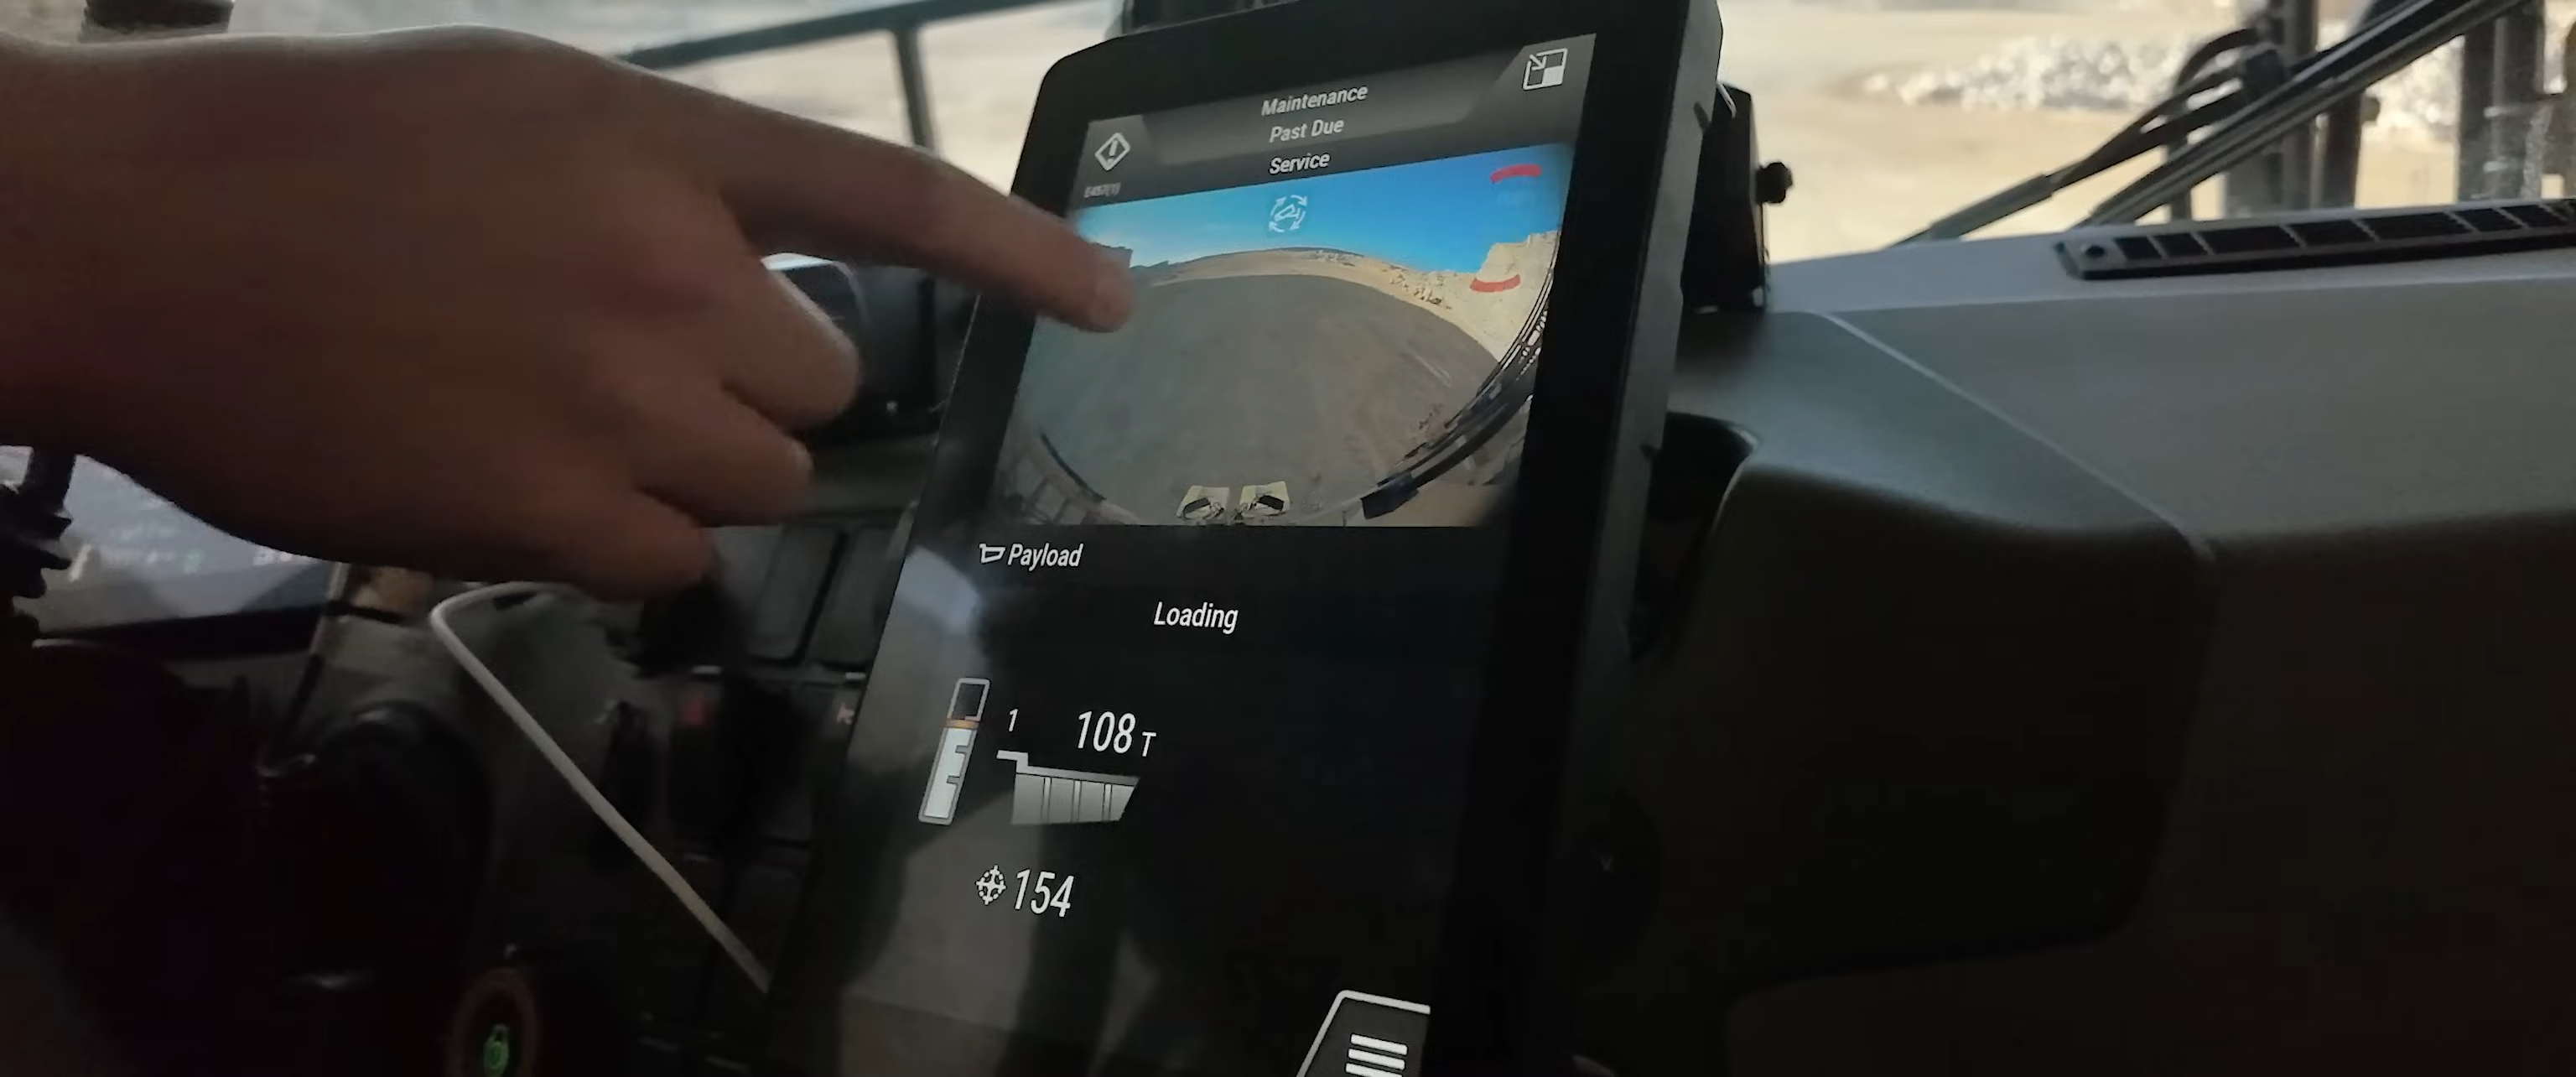 Maintenance
Past Due
Service
Payload
Loading
1 108 T
154